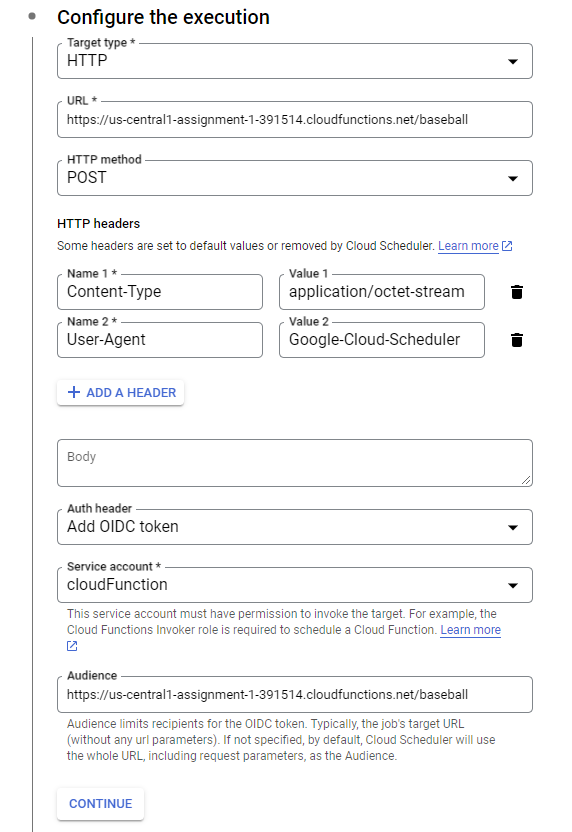 Configure the execution
Target type *
HTTP
URL *
https://us-central1-assignment-1-391514.cloudfunctions.net/baseball
HTTP method
POST
HTTP headers
Some headers are set to default values or removed by Cloud Scheduler. Learn more
Name 1 *
Content-Type
Value 1
application/octet-stream
Name 2 *
User-Agent
Value 2
Google-Cloud-Scheduler
+ ADD A HEADER
Body
Auth header
Add OIDC token
Service account *
cloudFunction
This service account must have permission to invoke the target. For example, the
Cloud Functions Invoker role is required to schedule a Cloud Function. Learn more
Audience
https://us-central1-assignment-1-391514.cloudfunctions.net/baseball
Audience limits recipients for the OIDC token. Typically, the job's target URL
(without any url parameters). If not specified, by default, Cloud Scheduler will use
the whole URL, including request parameters, as the Audience.
CONTINUE